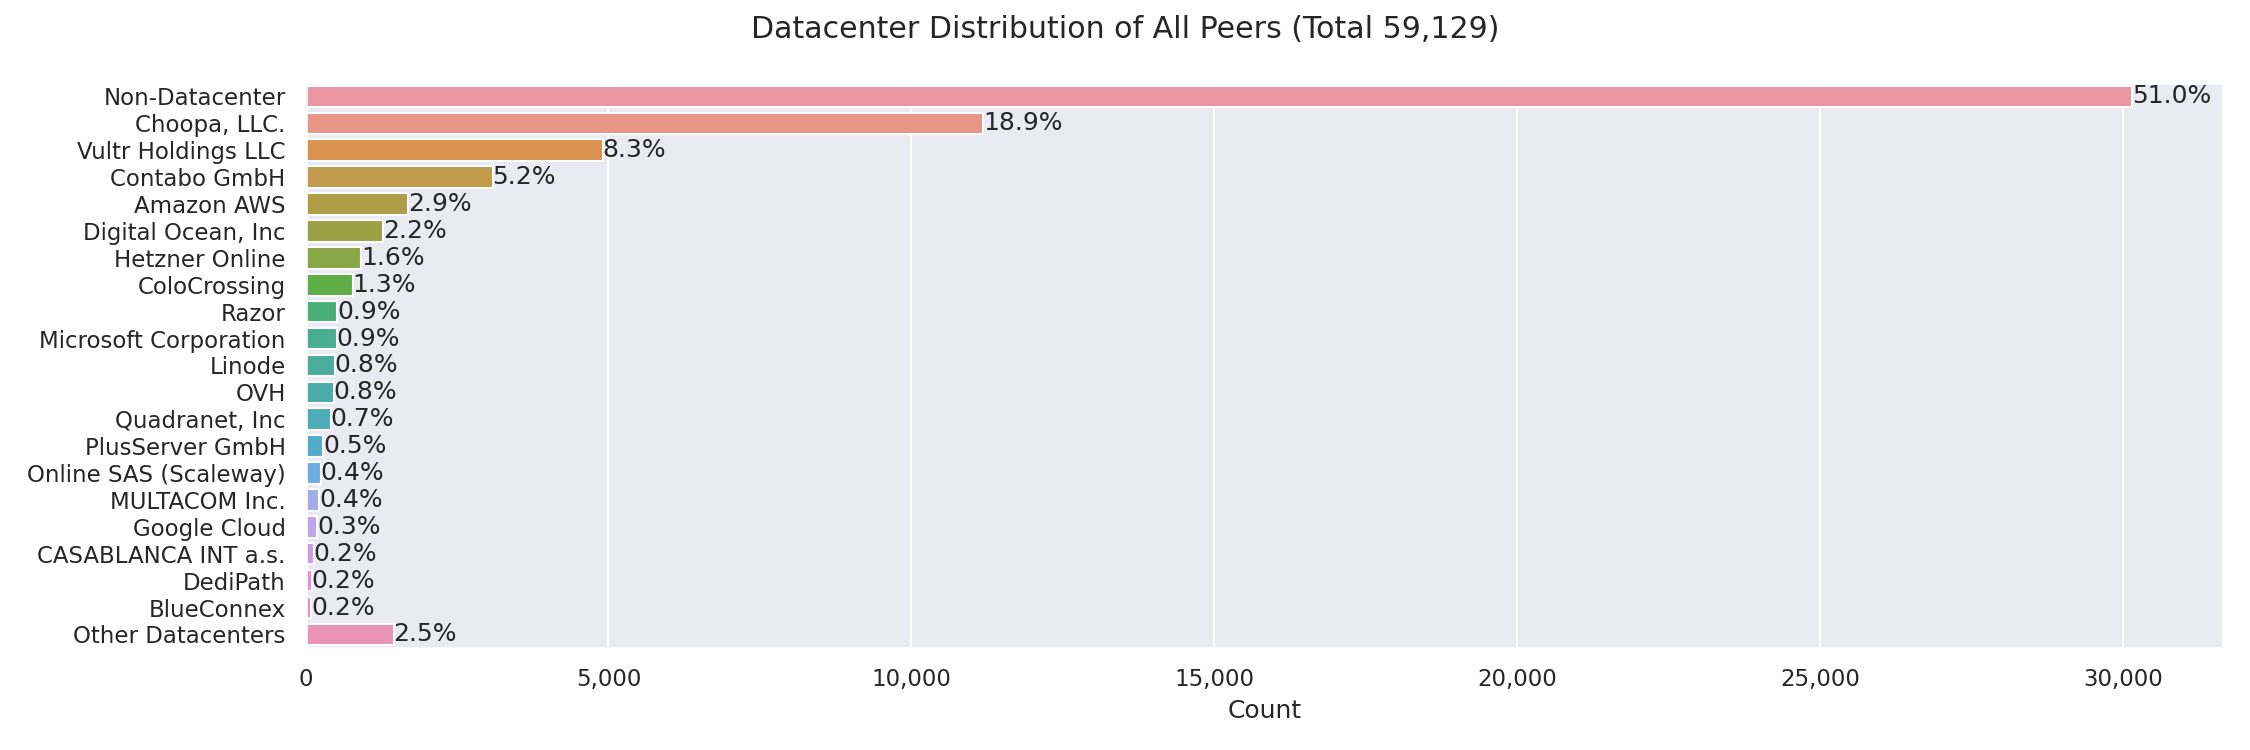 Datacenter Distribution of All Peers (Total 59,129)
Non-Datacenter 51.0%
Choopa, LLC. 18.9%
Vultr Holdings LLC 8.3%
Contabo GmbH 5.2%
Amazon AWS 2.9%
Digital Ocean, Inc 2.2%
Hetzner Online 1.6%
ColoCrossing 1.3%
Razor 0.9%
Microsoft Corporation 0.9%
Linode 0.8%
OVH 0.8%
Quadranet, Inc 0.7%
PlusServer GmbH 0.5%
Online SAS (Scaleway) 0.4%
MULTACOM Inc. 0.4%
Google Cloud 0.3%
CASABLANCA INT a.s. 0.2%
DediPath 0.2%
BlueConnex 0.2%
Other Datacenters 2.5%
0 5,000 10,000 15,000 20,000 25,000 30,000
Count